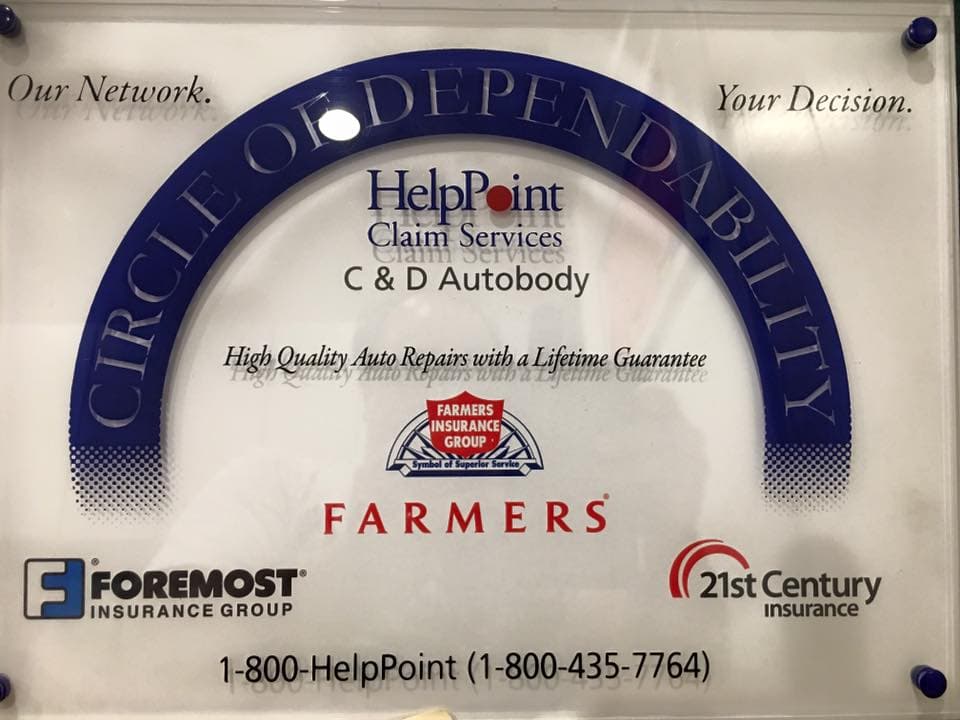 Our Network.
Your Decision.
CIRCLE OF DEPENDABILITY
HelpPoint
Claim Services
C & D Autobody
High Quality Auto Repairs with a Lifetime Guarantee
FARMERS
INSURANCE
GROUP
Symbol of Superior Service
FARMERS®
FOREMOST®
INSURANCE GROUP
21st Century
insurance
1-800-HelpPoint (1-800-435-7764)